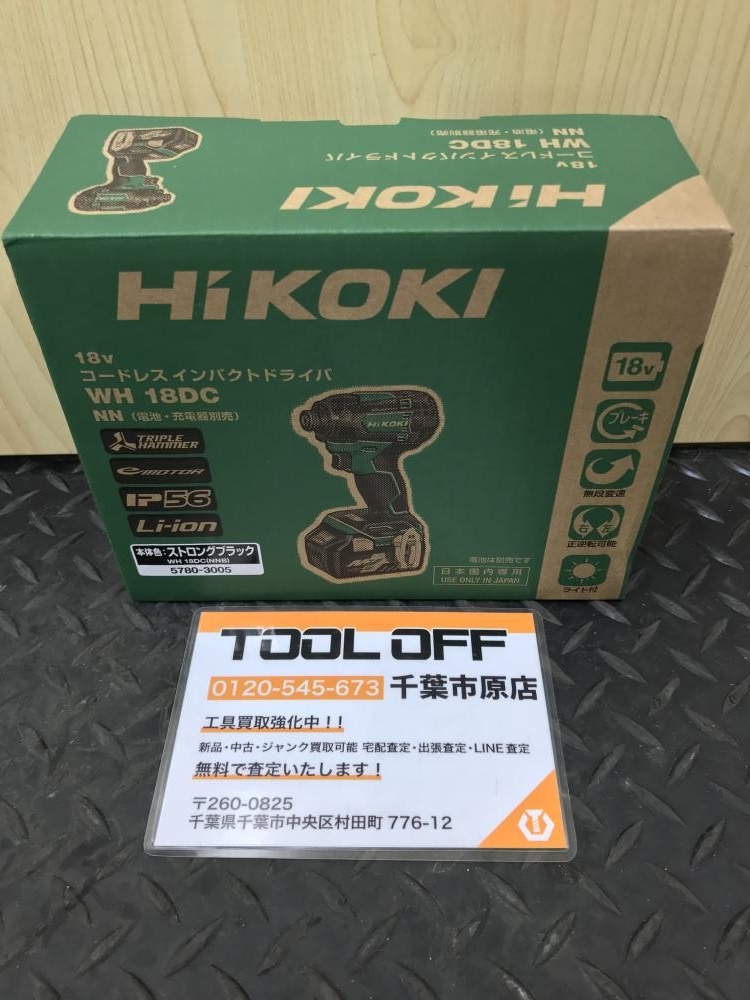 18v
コードレス インパクトドライバ
WH 18DC
NN (電池・充電器別売)
HiKOKI
HiKOKI
18v
コードレス インパクトドライバ
WH 18DC
NN (電池・充電器別売)
TRIPLE
HAMMER
eMOTOR
IP56
Li-ion
本体色:ストロングブラック
WH 18DC(NNB)
5780-3005
HiKOKI
18v
ブレーキ
無段変速
右 左
正逆転可能
ライト付
電池は別売です
日本国内専用
USE ONLY IN JAPAN
TOOL OFF
0120-545-673 千葉市原店
工具買取強化中!!
新品・中古・ジャンク買取可能 宅配査定・出張査定・LINE査定
無料で査定いたします!
〒260-0825
千葉県千葉市中央区村田町 776-12